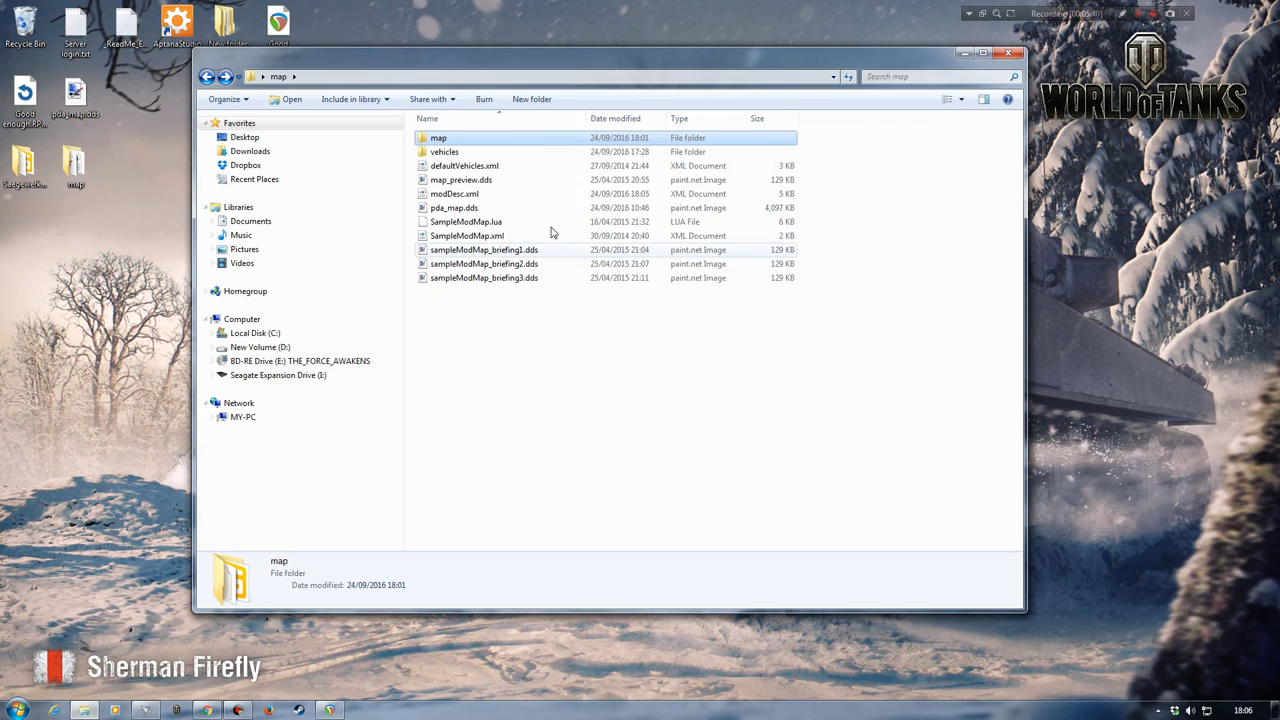 Recording [00:05:40]
Recycle Bin
Server login.txt
_ReadMe_E...
AptanaStudio
New folder
Good
Good enough.RP...
pda_map.dds
Saegewelk...
map
WORLD OF TANKS
map
Search map
Organize
Open
Include in library
Share with
Burn
New folder
Name Date modified Type Size
Favorites
Desktop
Downloads
Dropbox
Recent Places
Libraries
Documents
Music
Pictures
Videos
Homegroup
Computer
Local Disk (C:)
New Volume (D:)
BD-RE Drive (E:) THE_FORCE_AWAKENS
Seagate Expansion Drive (I:)
Network
MY-PC
map 24/09/2016 18:01 File folder
vehicles 24/09/2016 17:28 File folder
defaultVehicles.xml 27/09/2014 21:44 XML Document 3 KB
map_preview.dds 25/04/2015 20:55 paint.net Image 129 KB
modDesc.xml 24/09/2016 18:05 XML Document 5 KB
pda_map.dds 24/09/2016 10:46 paint.net Image 4,097 KB
SampleModMap.lua 16/04/2015 21:32 LUA File 6 KB
SampleModMap.xml 30/09/2014 20:40 XML Document 2 KB
sampleModMap_briefing1.dds 25/04/2015 21:04 paint.net Image 129 KB
sampleModMap_briefing2.dds 25/04/2015 21:07 paint.net Image 129 KB
sampleModMap_briefing3.dds 25/04/2015 21:11 paint.net Image 129 KB
map
File folder
Date modified: 24/09/2016 18:01
Sherman Firefly
18:06